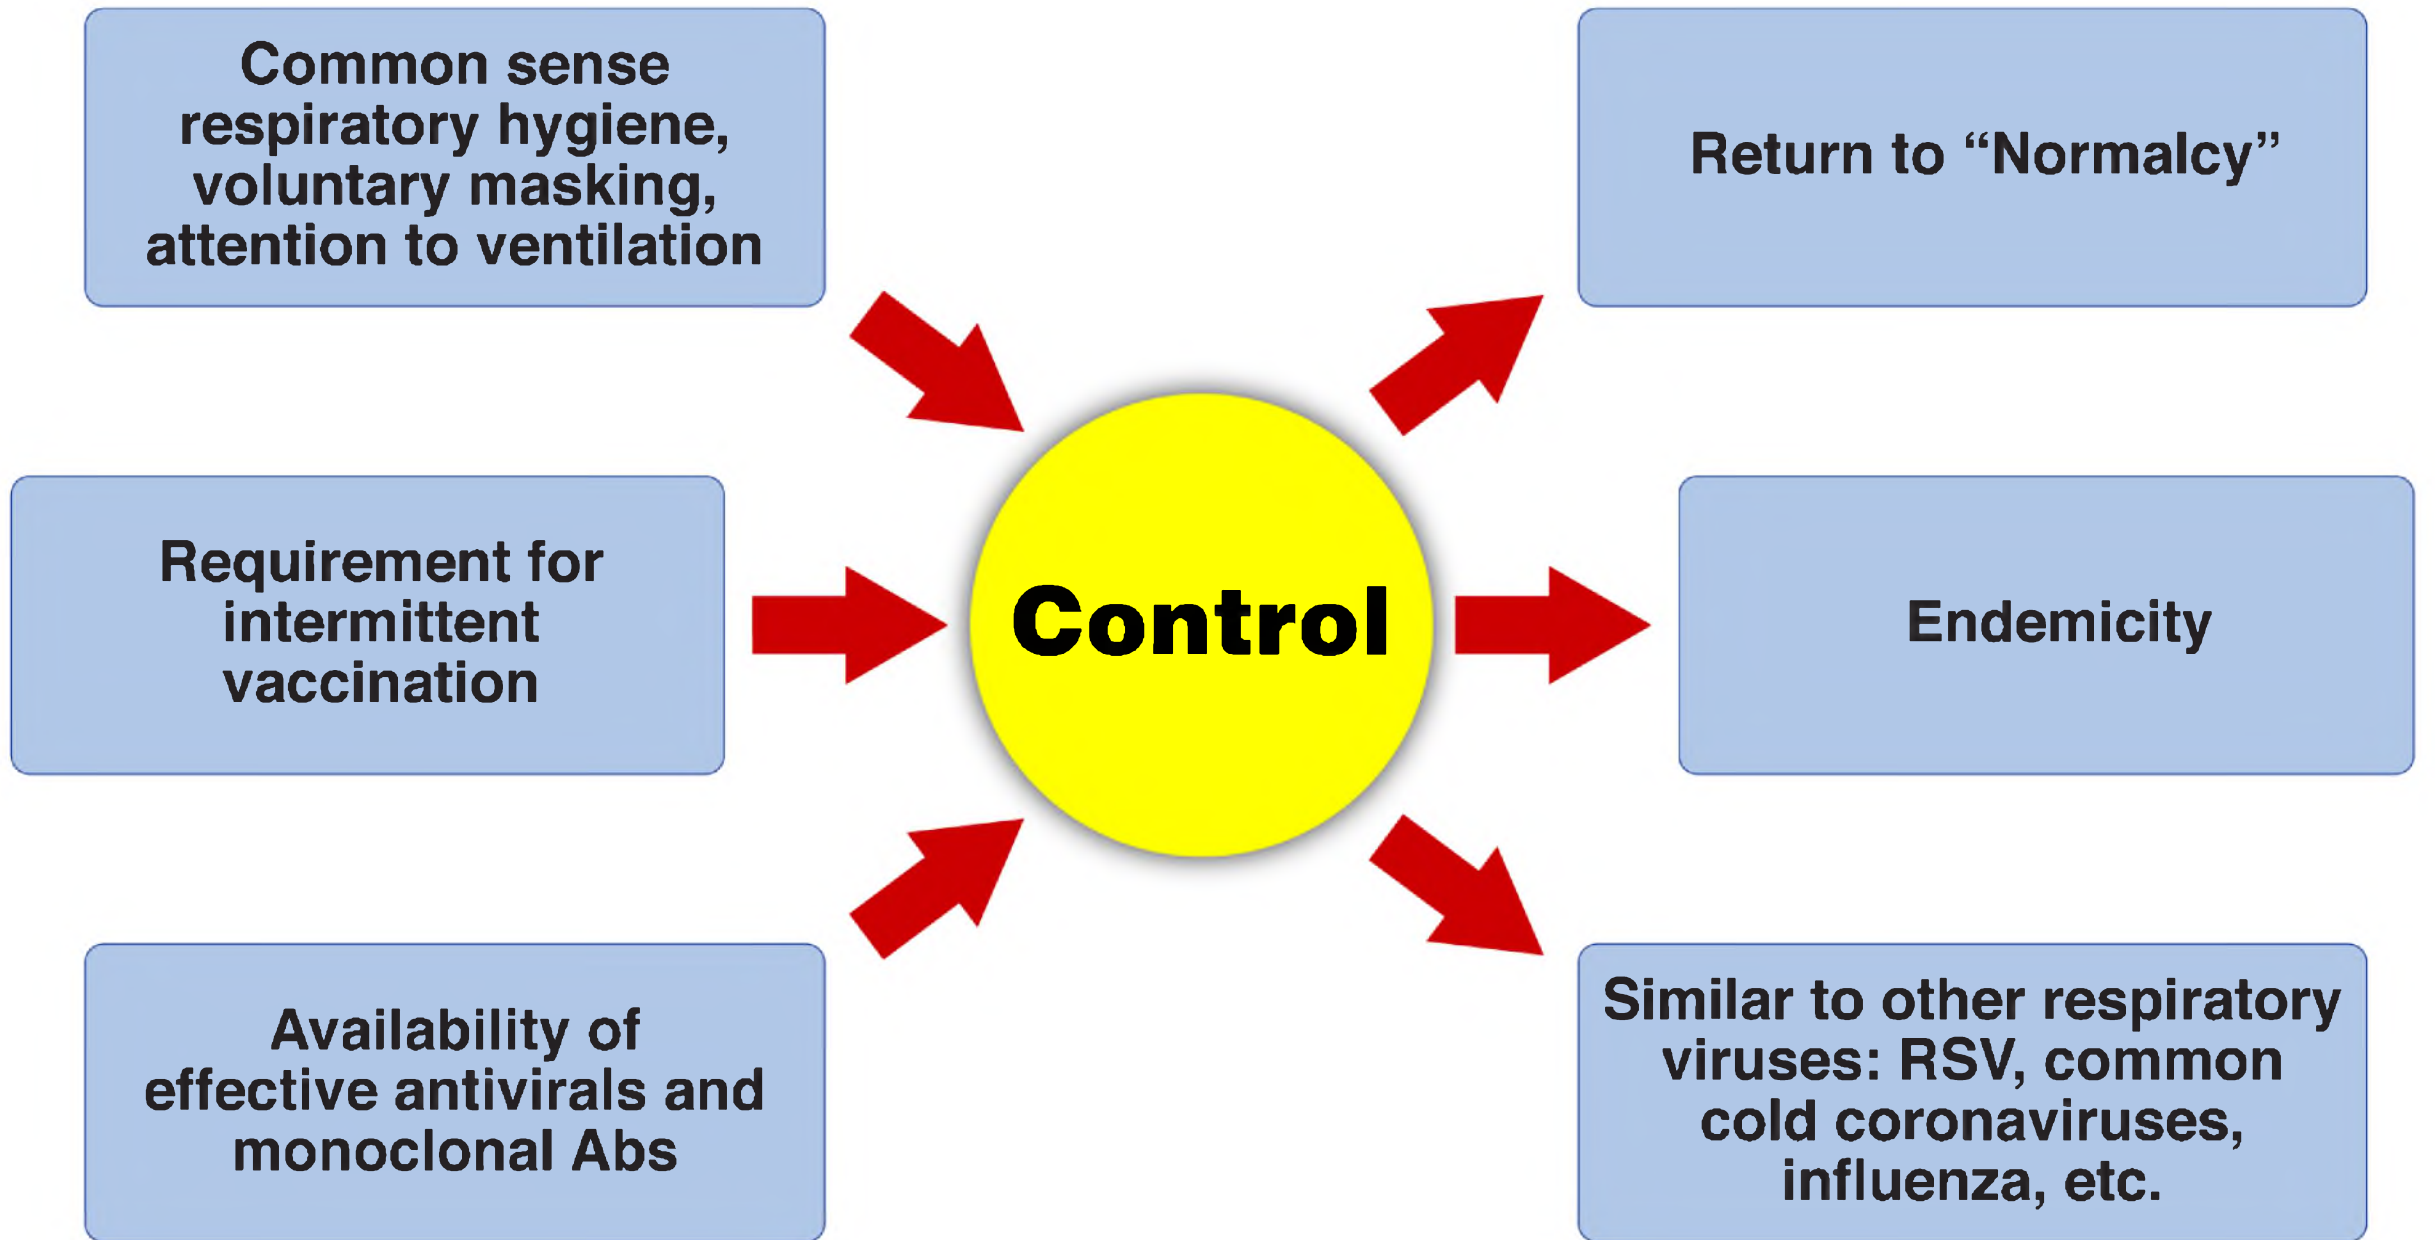 Common sense
respiratory hygiene,
voluntary masking,
attention to ventilation
Requirement for
intermittent
vaccination
Availability of
effective antivirals and
monoclonal Abs
Control
Return to “Normalcy”
Endemicity
Similar to other respiratory
viruses: RSV, common
cold coronaviruses,
influenza, etc.